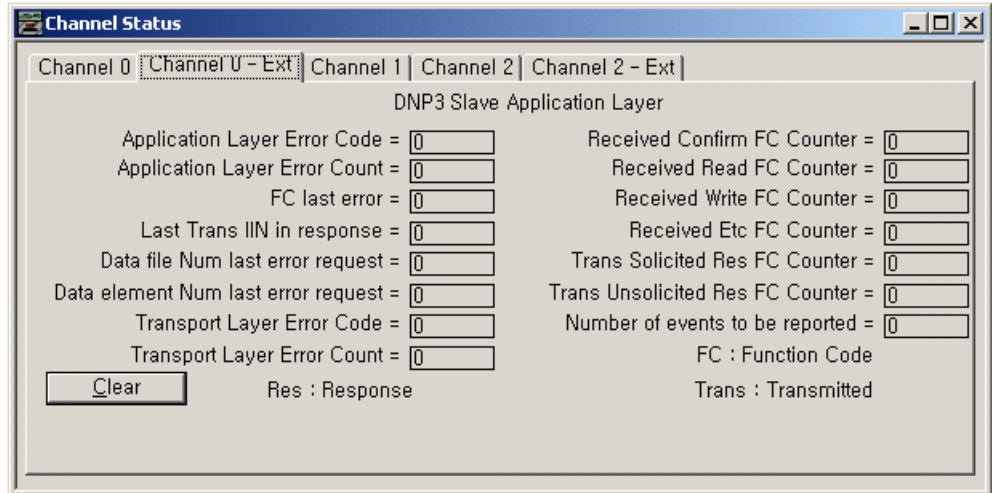 Channel Status
Channel 0 Channel 0 - Ext Channel 1 Channel 2 Channel 2 - Ext
DNP3 Slave Application Layer
Application Layer Error Code = 0 Received Confirm FC Counter = 0
Application Layer Error Count = 0 Received Read FC Counter = 0
FC last error = 0 Received Write FC Counter = 0
Last Trans IIN in response = 0 Received Etc FC Counter = 0
Data file Num last error request = 0 Trans Solicited Res FC Counter = 0
Data element Num last error request = 0 Trans Unsolicited Res FC Counter = 0
Transport Layer Error Code = 0 Number of events to be reported = 0
Transport Layer Error Count = 0 FC : Function Code
Clear Res : Response Trans : Transmitted